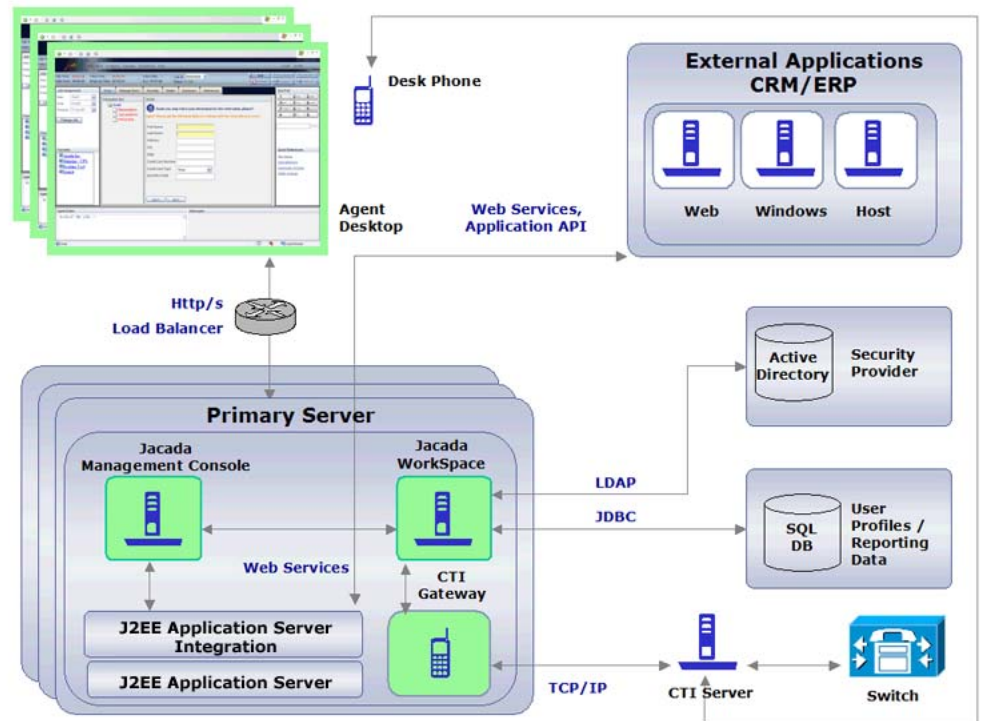 Desk Phone
External Applications
CRM/ERP
Web
Windows
Host
Agent
Desktop
Web Services,
Application API
Http/s
Load Balancer
Active
Directory
Security
Provider
Primary Server
Jacada
Management Console
Jacada
WorkSpace
LDAP
JDBC
SQL
DB
User
Profiles /
Reporting
Data
Web Services
CTI
Gateway
J2EE Application Server
Integration
J2EE Application Server
TCP/IP
CTI Server
Switch